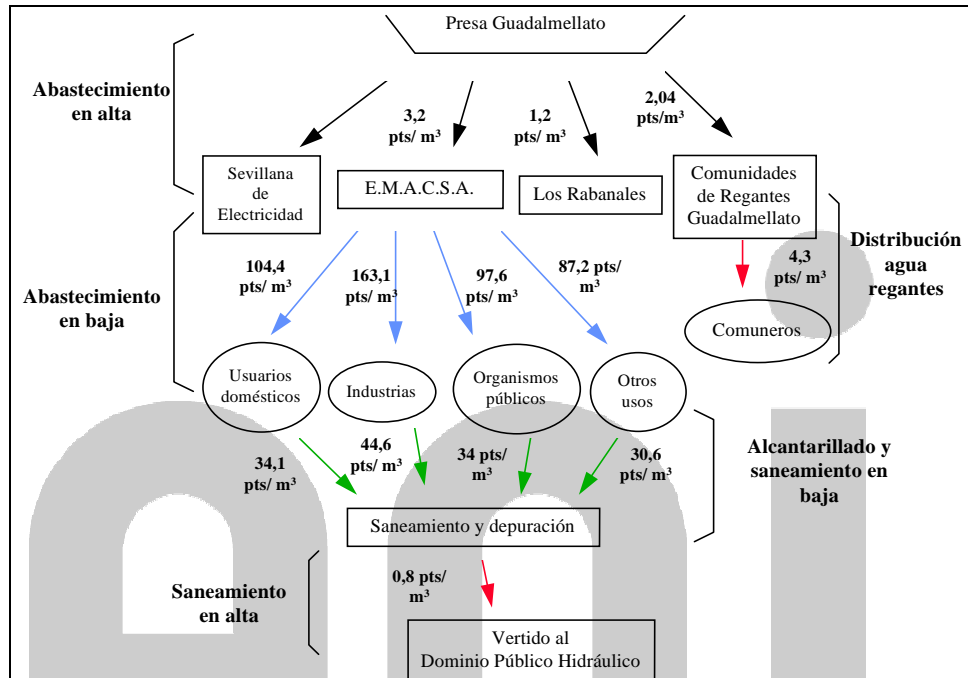 Presa Guadalmellato
Abastecimiento
en alta
3,2
pts/ m³
1,2
pts/ m³
2,04
pts/m³
Sevillana
de
Electricidad
E.M.A.C.S.A.
Los Rabanales
Comunidades
de Regantes
Guadalmellato
Abastecimiento
en baja
104,4
pts/ m³
163,1
pts/ m³
97,6
pts/ m³
87,2 pts/
m³
4,3
pts/ m³
Distribución
agua
regantes
Comuneros
Usuarios
domésticos
Industrias
Organismos
públicos
Otros
usos
34,1
pts/ m³
44,6
pts/ m³
34 pts/
m³
30,6
pts/ m³
Alcantarillado y
saneamiento en
baja
Saneamiento y depuración
Saneamiento
en alta
0,8 pts/
m³
Vertido al
Dominio Público Hidráulico